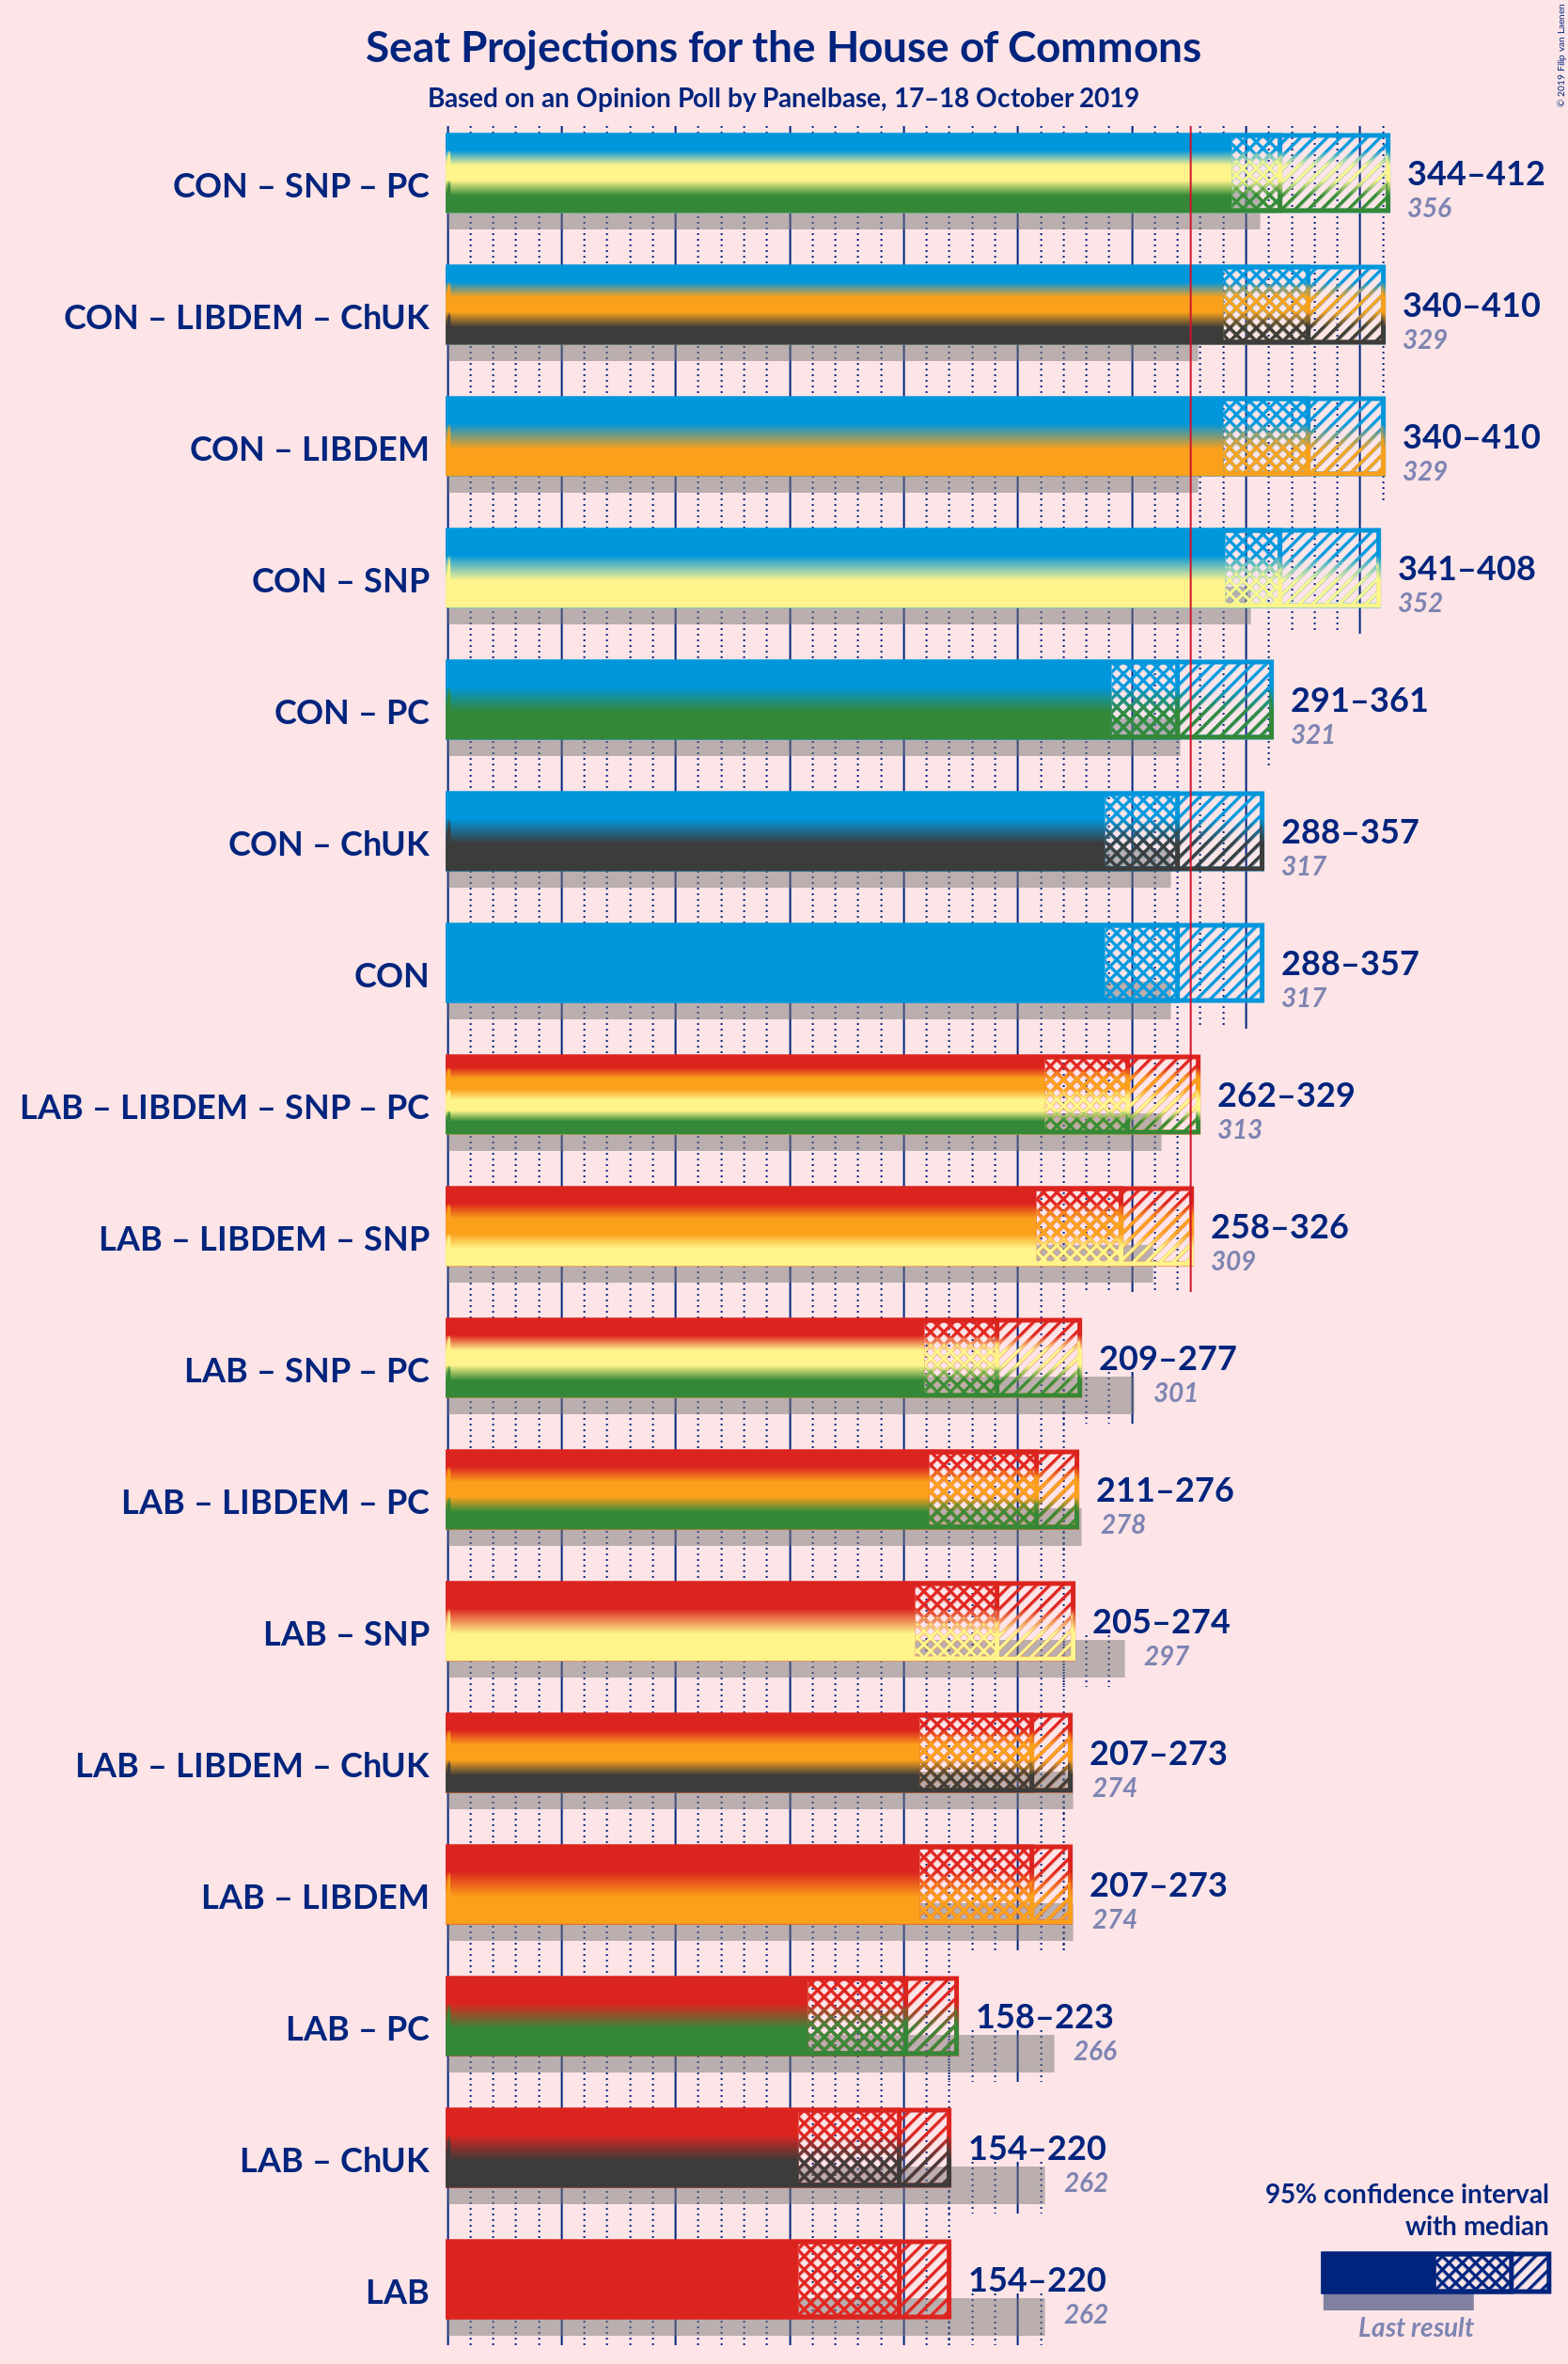 © 2019 Filip van Laenen
Seat Projections for the House of Commons
Based on an Opinion Poll by Panelbase, 17–18 October 2019
CON – SNP – PC
344–412
356
CON – LIBDEM – ChUK
340–410
329
CON – LIBDEM
340–410
329
CON – SNP
341–408
352
CON – PC
291–361
321
CON – ChUK
288–357
317
CON
288–357
317
LAB – LIBDEM – SNP – PC
262–329
313
LAB – LIBDEM – SNP
258–326
309
LAB – SNP – PC
209–277
301
LAB – LIBDEM – PC
211–276
278
LAB – SNP
205–274
297
LAB – LIBDEM – ChUK
207–273
274
LAB – LIBDEM
207–273
274
LAB – PC
158–223
266
LAB – ChUK
154–220
262
LAB
154–220
262
95% confidence interval
with median
Last result